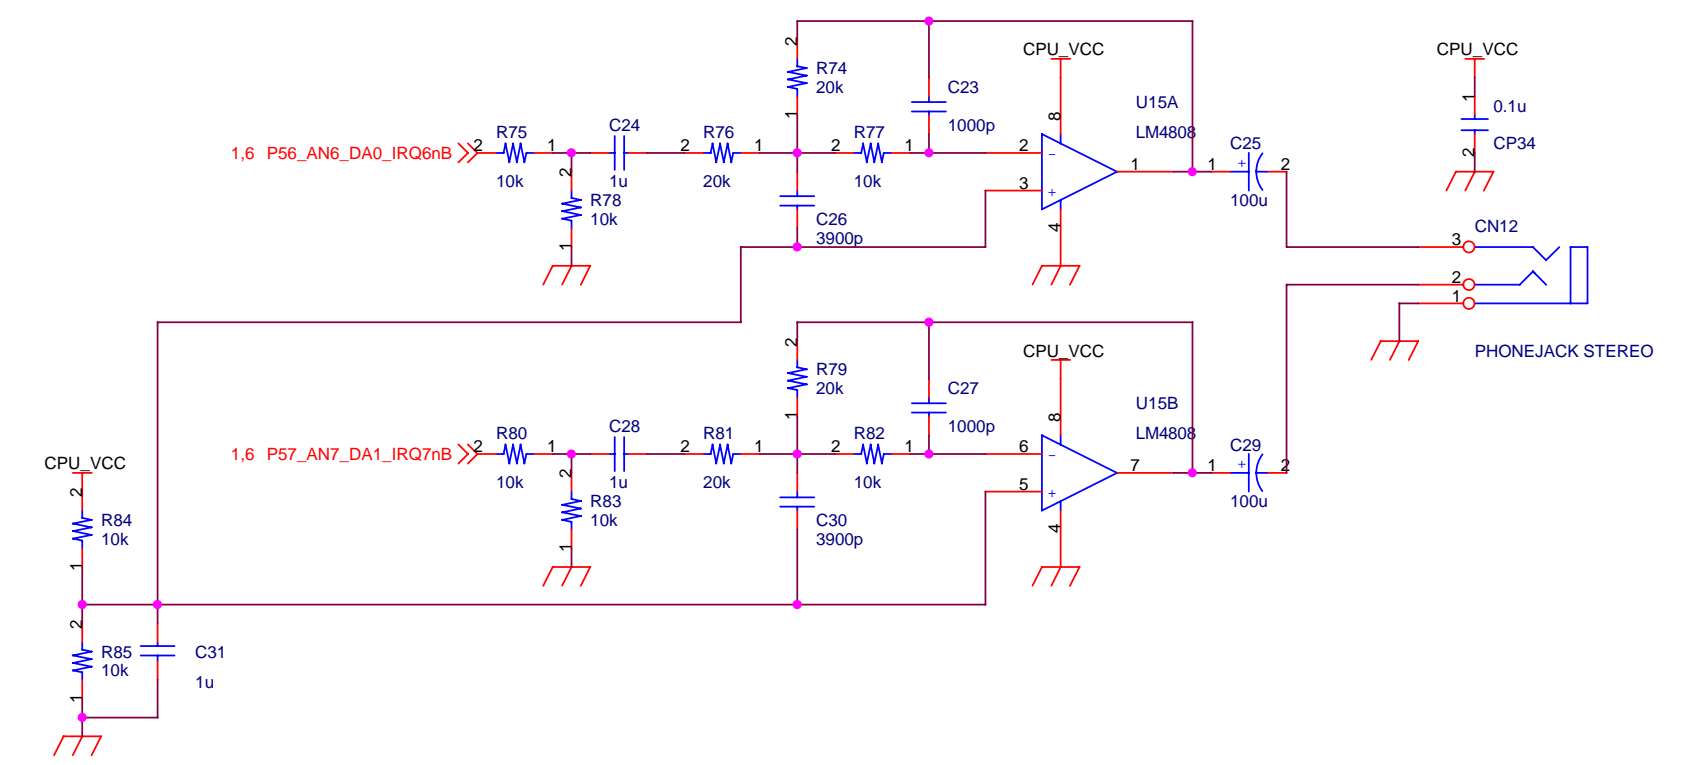 CPU_VCC
CPU_VCC
2
R74
20k
1
C23
1000p
8
U15A
LM4808
1
0.1u
CP34
2
1,6 P56_AN6_DA0_IRQ6nB
2
R75
10k
1
C24
1u
2
R76
20k
1
2
R77
10k
1
2
-
3
+
1
4
1
C25
+
100u
2
2
R78
10k
1
C26
3900p
CN12
3
2
1
PHONEJACK STEREO
2
R79
20k
1
C27
1000p
CPU_VCC
8
U15B
LM4808
1,6 P57_AN7_DA1_IRQ7nB
2
R80
10k
1
C28
1u
2
R81
20k
1
2
R82
10k
1
6
-
5
+
7
4
1
C29
+
100u
2
2
R83
10k
1
C30
3900p
CPU_VCC
2
R84
10k
1
2
R85
10k
1
C31
1u